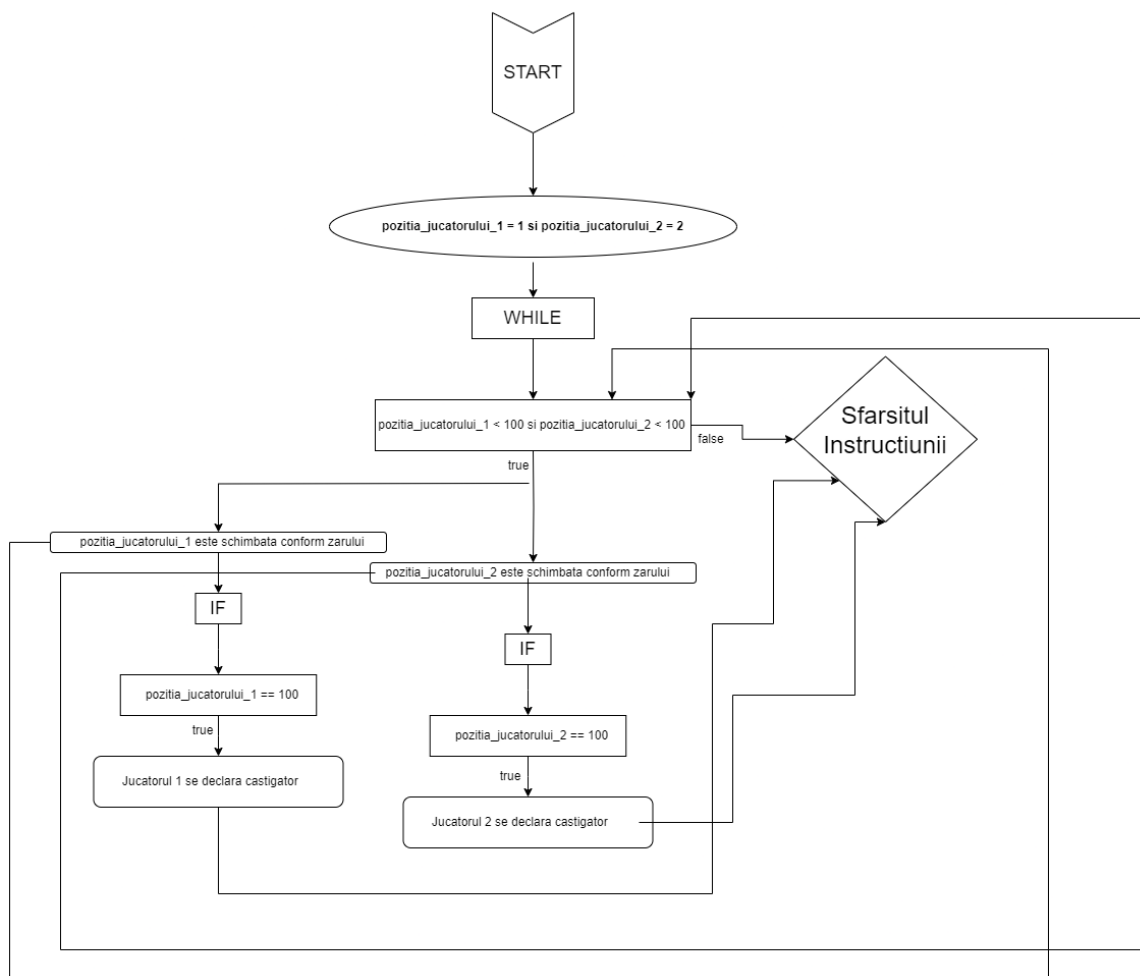 START
pozitia_jucatorului_1 = 1 si pozitia_jucatorului_2 = 2
WHILE
pozitia_jucatorului_1 < 100 si pozitia_jucatorului_2 < 100
false
Sfarsitul
Instructiunii
true
pozitia_jucatorului_1 este schimbata conform zarului
pozitia_jucatorului_2 este schimbata conform zarului
IF
IF
pozitia_jucatorului_1 == 100
true
pozitia_jucatorului_2 == 100
true
Jucatorul 1 se declara castigator
Jucatorul 2 se declara castigator